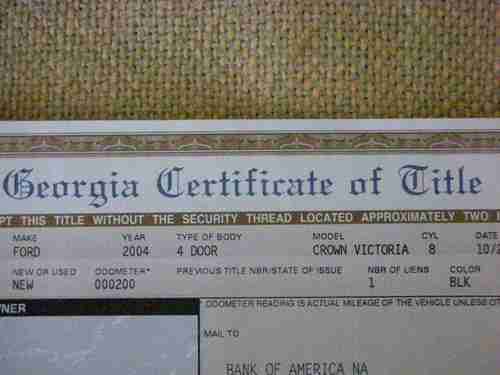 Georgia Certificate of Title
PT THIS TITLE WITHOUT THE SECURITY THREAD LOCATED APPROXIMATELY TWO
MAKE YEAR TYPE OF BODY MODEL CYL DATE
FORD 2004 4 DOOR CROWN VICTORIA 8 10/2
NEW OR USED ODOMETER* PREVIOUS TITLE NBR/STATE OF ISSUE NBR OF LIENS COLOR
NEW 000200 1 BLK
WNER ODOMETER READING IS ACTUAL MILEAGE OF THE VEHICLE UNLESS O
MAIL TO
BANK OF AMERICA NA